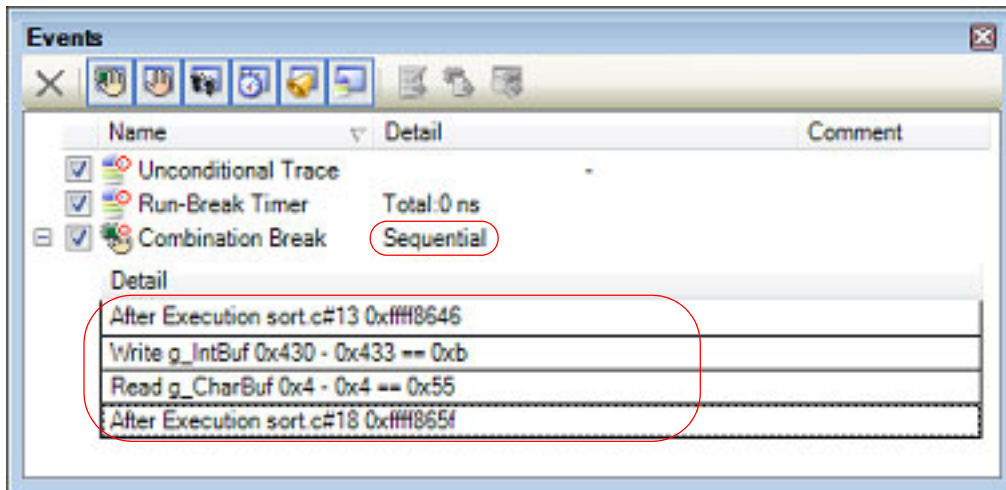 Events
Name Detail Comment
Unconditional Trace -
Run-Break Timer Total:0 ns
Combination Break Sequential
Detail
After Execution sort.c#13 0xffff8646
Write g_IntBuf 0x430 - 0x433 == 0xb
Read g_CharBuf 0x4 - 0x4 == 0x55
After Execution sort.c#18 0xffff865f